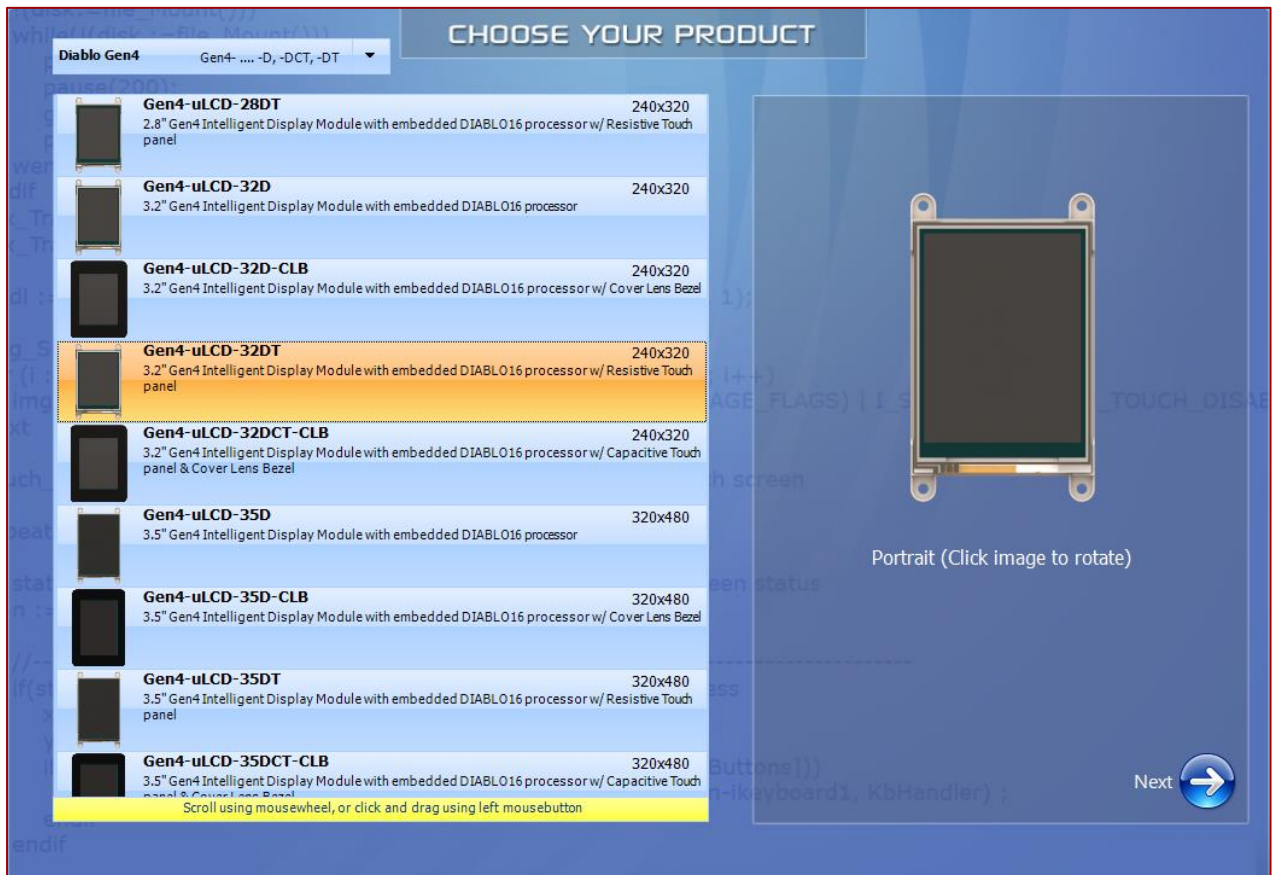 CHOOSE YOUR PRODUCT
Diablo Gen4 Gen4- .... -D, -DCT, -DT
Gen4-uLCD-28DT 240x320
2.8" Gen4 Intelligent Display Module with embedded DIABLO16 processor w/ Resistive Touch
panel
Gen4-uLCD-32D 240x320
3.2" Gen4 Intelligent Display Module with embedded DIABLO16 processor
Gen4-uLCD-32D-CLB 240x320
3.2" Gen4 Intelligent Display Module with embedded DIABLO16 processor w/ Cover Lens Bezel
Gen4-uLCD-32DT 240x320
3.2" Gen4 Intelligent Display Module with embedded DIABLO16 processor w/ Resistive Touch
panel
Gen4-uLCD-32DCT-CLB 240x320
3.2" Gen4 Intelligent Display Module with embedded DIABLO16 processor w/ Capacitive Touch
panel & Cover Lens Bezel
Gen4-uLCD-35D 320x480
3.5" Gen4 Intelligent Display Module with embedded DIABLO16 processor
Gen4-uLCD-35D-CLB 320x480
3.5" Gen4 Intelligent Display Module with embedded DIABLO16 processor w/ Cover Lens Bezel
Gen4-uLCD-35DT 320x480
3.5" Gen4 Intelligent Display Module with embedded DIABLO16 processor w/ Resistive Touch
panel
Gen4-uLCD-35DCT-CLB 320x480
3.5" Gen4 Intelligent Display Module with embedded DIABLO16 processor w/ Capacitive Touch
panel & Cover Lens Bezel
Scroll using mousewheel, or click and drag using left mousebutton
Portrait (Click image to rotate)
Next